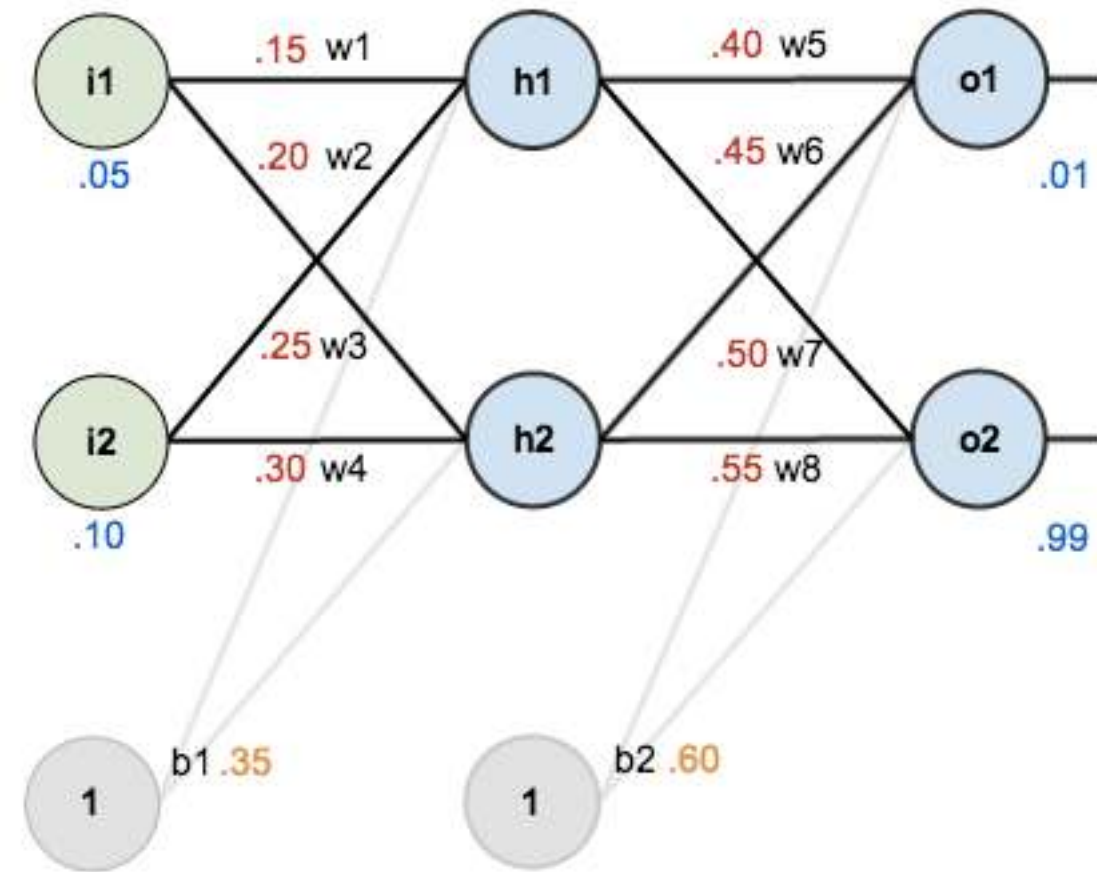 .15 w1
.40 w5
i1
h1
o1
.20 w2
.45 w6
.05
.01
.25 w3
.50 w7
i2
h2
o2
.30 w4
.55 w8
.10
.99
b1 .35
b2 .60
1
1